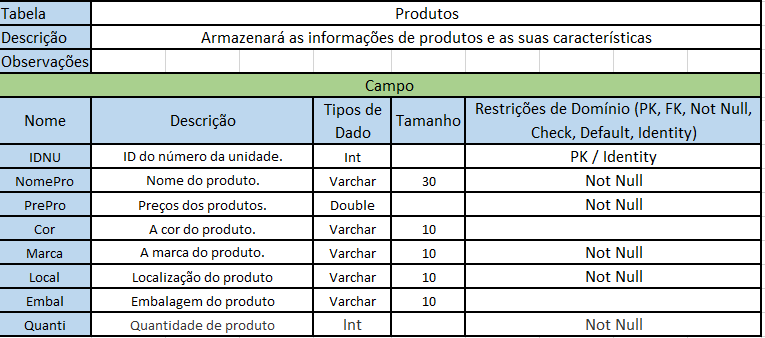 Tabela Produtos
Descrição Armazenará as informações de produtos e as suas características
Observações
Campo
Nome Descrição Tipos de Dado Tamanho Restrições de Domínio (PK, FK, Not Null, Check, Default, Identity)
IDNU ID do número da unidade. Int PK / Identity
NomePro Nome do produto. Varchar 30 Not Null
PrePro Preços dos produtos. Double Not Null
Cor A cor do produto. Varchar 10
Marca A marca do produto. Varchar 10 Not Null
Local Localização do produto Varchar 10 Not Null
Embal Embalagem do produto Varchar 10
Quanti Quantidade de produto Int Not Null